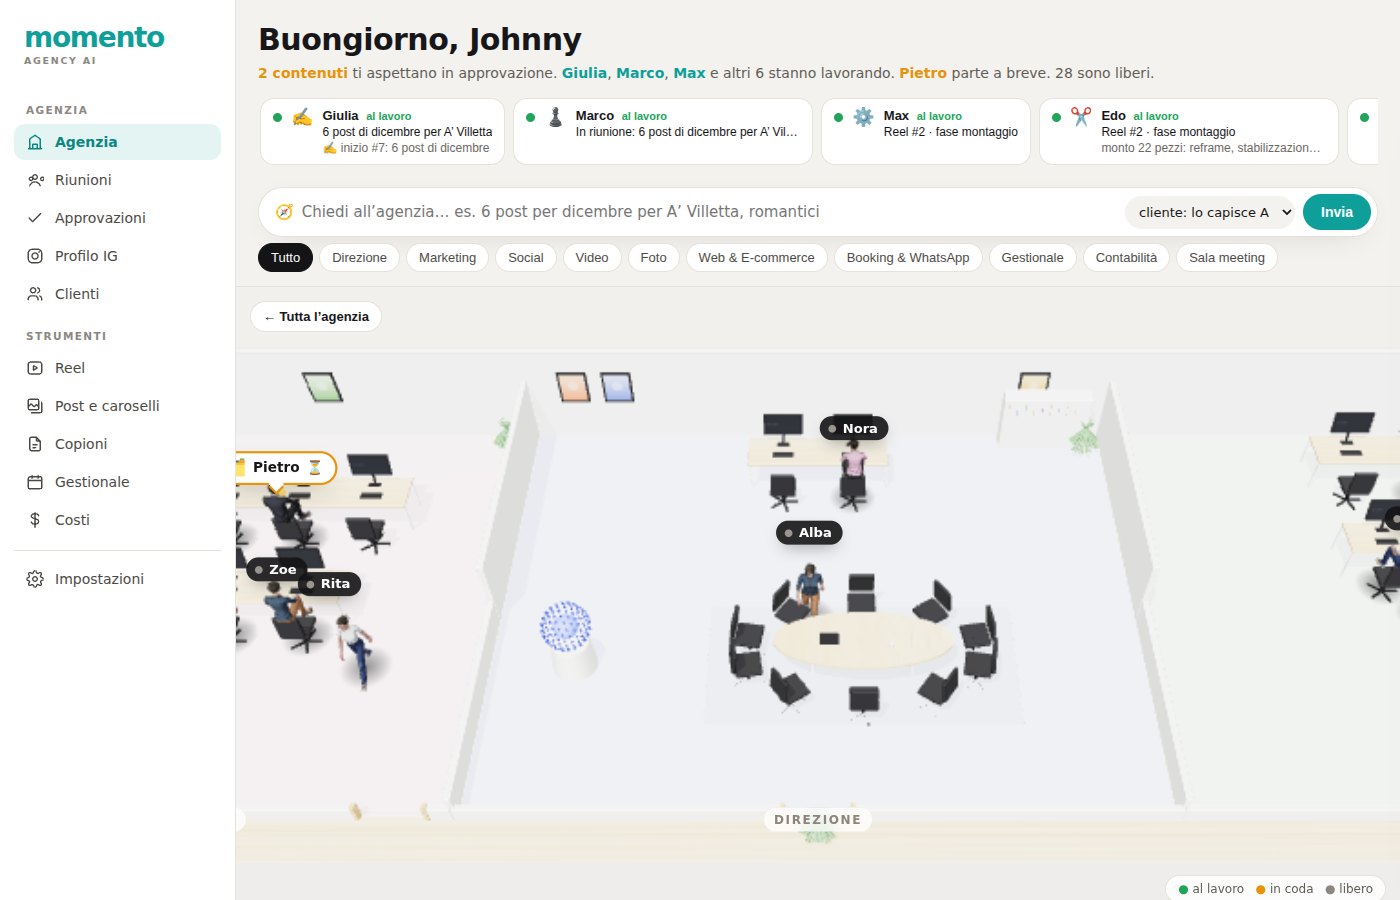 momento
AGENCY AI
AGENZIA
Agenzia
Riunioni
Approvazioni
Profilo IG
Clienti
STRUMENTI
Reel
Post e caroselli
Copioni
Gestionale
Costi
Impostazioni
Buongiorno, Johnny
2 contenuti ti aspettano in approvazione. Giulia, Marco, Max e altri 6 stanno lavorando. Pietro parte a breve. 28 sono liberi.
Giulia al lavoro
6 post di dicembre per A’ Villetta
inizio #7: 6 post di dicembre
Marco al lavoro
In riunione: 6 post di dicembre per A’ Vil…
Max al lavoro
Reel #2 · fase montaggio
Edo al lavoro
Reel #2 · fase montaggio
monto 22 pezzi: reframe, stabilizzazion…
Chiedi all’agenzia… es. 6 post per dicembre per A’ Villetta, romantici
cliente: lo capisce A
Invia
Tutto Direzione Marketing Social Video Foto Web & E-commerce Booking & WhatsApp Gestionale Contabilità Sala meeting
← Tutta l’agenzia
Nora
Pietro
Alba
Zoe
Rita
DIREZIONE
al lavoro in coda libero